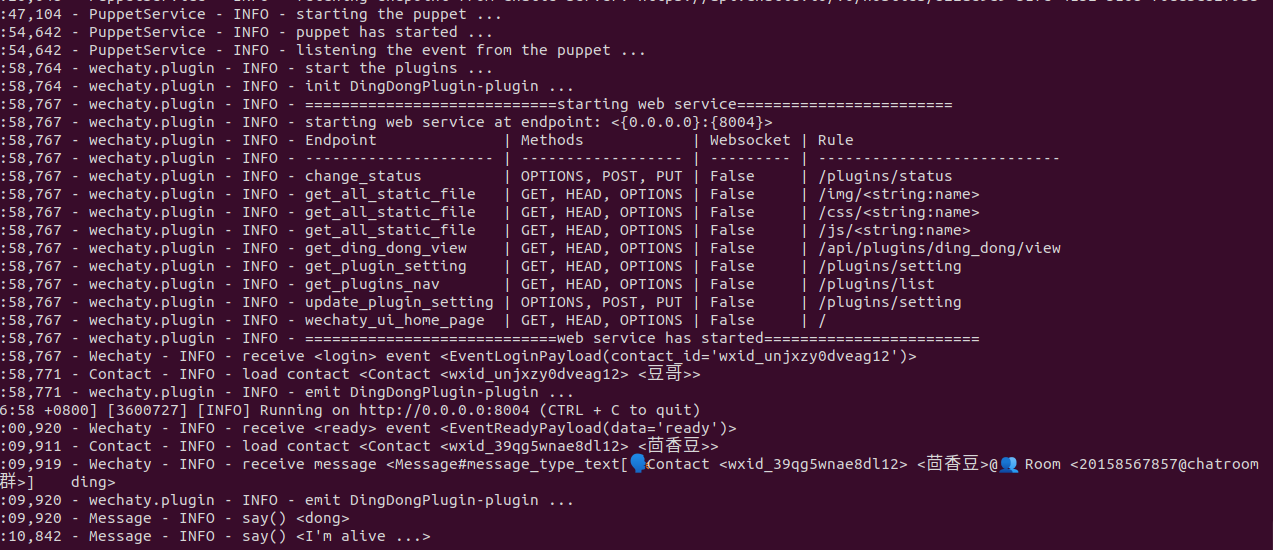 :47,104 - PuppetService - INFO - starting the puppet ...
:54,642 - PuppetService - INFO - puppet has started ...
:54,642 - PuppetService - INFO - listening the event from the puppet ...
:58,764 - wechaty.plugin - INFO - start the plugins ...
:58,764 - wechaty.plugin - INFO - init DingDongPlugin-plugin ...
:58,767 - wechaty.plugin - INFO - ============================starting web service========================
:58,767 - wechaty.plugin - INFO - starting web service at endpoint: <{0.0.0.0}:{8004}>
:58,767 - wechaty.plugin - INFO - Endpoint              | Methods            | Websocket | Rule
:58,767 - wechaty.plugin - INFO - --------------------- | ------------------ | --------- | ---------------------------
:58,767 - wechaty.plugin - INFO - change_status         | OPTIONS, POST, PUT | False     | /plugins/status
:58,767 - wechaty.plugin - INFO - get_all_static_file   | GET, HEAD, OPTIONS | False     | /img/<string:name>
:58,767 - wechaty.plugin - INFO - get_all_static_file   | GET, HEAD, OPTIONS | False     | /css/<string:name>
:58,767 - wechaty.plugin - INFO - get_all_static_file   | GET, HEAD, OPTIONS | False     | /js/<string:name>
:58,767 - wechaty.plugin - INFO - get_ding_dong_view    | GET, HEAD, OPTIONS | False     | /api/plugins/ding_dong/view
:58,767 - wechaty.plugin - INFO - get_plugin_setting    | GET, HEAD, OPTIONS | False     | /plugins/setting
:58,767 - wechaty.plugin - INFO - get_plugins_nav       | GET, HEAD, OPTIONS | False     | /plugins/list
:58,767 - wechaty.plugin - INFO - update_plugin_setting | OPTIONS, POST, PUT | False     | /plugins/setting
:58,767 - wechaty.plugin - INFO - wechaty_ui_home_page  | GET, HEAD, OPTIONS | False     | /
:58,767 - wechaty.plugin - INFO - ============================web service has started========================
:58,767 - Wechaty - INFO - receive <login> event <EventLoginPayload(contact_id='wxid_unjxzy0dveag12')>
:58,771 - Contact - INFO - load contact <Contact <wxid_unjxzy0dveag12> <豆哥>>
:58,771 - wechaty.plugin - INFO - emit DingDongPlugin-plugin ...
6:58 +0800] [3600727] [INFO] Running on http://0.0.0.0:8004 (CTRL + C to quit)
:00,920 - Wechaty - INFO - receive <ready> event <EventReadyPayload(data='ready')>
:09,911 - Contact - INFO - load contact <Contact <wxid_39qg5wnae8dl12> <茴香豆>>
:09,919 - Wechaty - INFO - receive message <Message#message_type_text[🗣Contact <wxid_39qg5wnae8dl12> <茴香豆>@👥 Room <20158567857@chatroom
群>]    ding>
:09,920 - wechaty.plugin - INFO - emit DingDongPlugin-plugin ...
:09,920 - Message - INFO - say() <dong>
:10,842 - Message - INFO - say() <I'm alive ...>